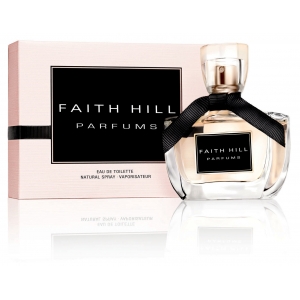 FAITH HILL
PARFUMS
EAU DE TOILETTE
NATURAL SPRAY · VAPORISATEUR
FAITH HILL
PARFUMS